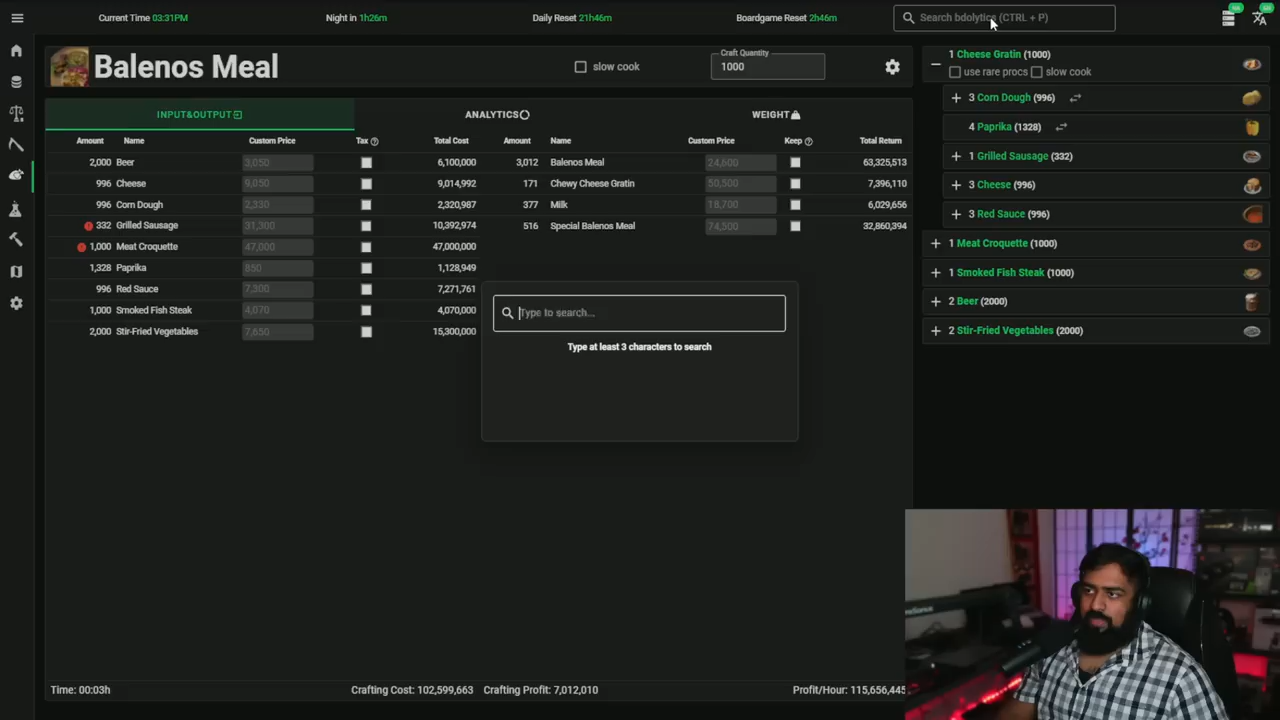 Current Time 03:31PM
Night in 1h26m
Daily Reset 21h46m
Boardgame Reset 2h46m
Search bdolytics (CTRL + P)
Balenos Meal
slow cook
Craft Quantity
1000
INPUT&OUTPUT
ANALYTICS
WEIGHT
Amount Name Custom Price Tax Total Cost Amount Name Custom Price Keep Total Return
2,000 Beer 3,050 6,100,000 3,012 Balenos Meal 24,600 63,325,513
996 Cheese 9,050 9,014,992 171 Chewy Cheese Gratin 50,500 7,396,110
996 Corn Dough 2,330 2,320,987 377 Milk 18,700 6,029,656
332 Grilled Sausage 31,300 10,392,974 516 Special Balenos Meal 74,500 32,860,394
1,000 Meat Croquette 47,000 47,000,000
1,328 Paprika 850 1,128,949
996 Red Sauce 7,300 7,271,761
1,000 Smoked Fish Steak 4,070 4,070,000
2,000 Stir-Fried Vegetables 7,650 15,300,000
Type to search...
Type at least 3 characters to search
1 Cheese Gratin (1000)
use rare procs slow cook
3 Corn Dough (996)
4 Paprika (1328)
1 Grilled Sausage (332)
3 Cheese (996)
3 Red Sauce (996)
1 Meat Croquette (1000)
1 Smoked Fish Steak (1000)
2 Beer (2000)
2 Stir-Fried Vegetables (2000)
Time: 00:03h
Crafting Cost: 102,599,663
Crafting Profit: 7,012,010
Profit/Hour: 115,656,445